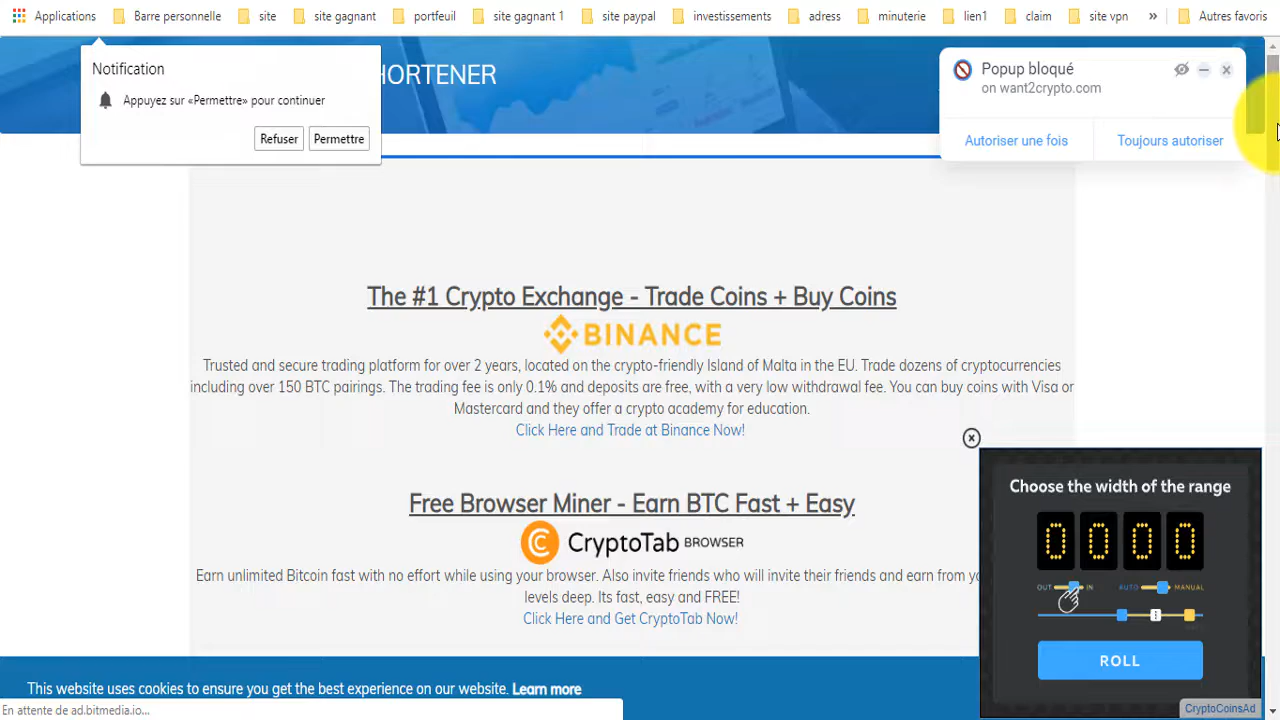 Applications Barre personnelle site site gagnant portfeuil site gagnant 1 site paypal investissements adress minuterie lien1 claim site vpn » Autres favoris
HORTENER
Notification
Appuyez sur «Permettre» pour continuer
Refuser Permettre
Popup bloqué
on want2crypto.com
Autoriser une fois Toujours autoriser
The #1 Crypto Exchange - Trade Coins + Buy Coins
BINANCE
Trusted and secure trading platform for over 2 years, located on the crypto-friendly Island of Malta in the EU. Trade dozens of cryptocurrencies
including over 150 BTC pairings. The trading fee is only 0.1% and deposits are free, with a very low withdrawal fee. You can buy coins with Visa or
Mastercard and they offer a crypto academy for education.
Click Here and Trade at Binance Now!
Free Browser Miner - Earn BTC Fast + Easy
CryptoTab BROWSER
Earn unlimited Bitcoin fast with no effort while using your browser. Also invite friends who will invite their friends and earn from
levels deep. Its fast, easy and FREE!
Click Here and Get CryptoTab Now!
Choose the width of the range
0000
OUT IN AUTO MANUAL
ROLL
CryptoCoinsAd
This website uses cookies to ensure you get the best experience on our website. Learn more
En attente de ad.bitmedia.io...